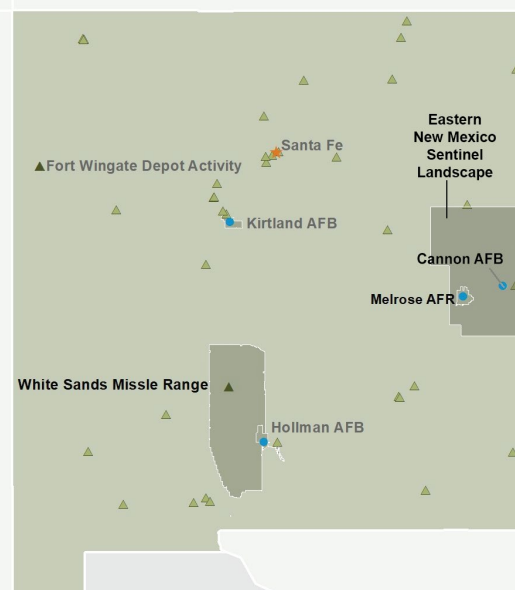 Santa Fe
Eastern
New Mexico
Sentinel
Landscape
Fort Wingate Depot Activity
Kirtland AFB
Cannon AFB
Melrose AFR
White Sands Missle Range
Hollman AFB